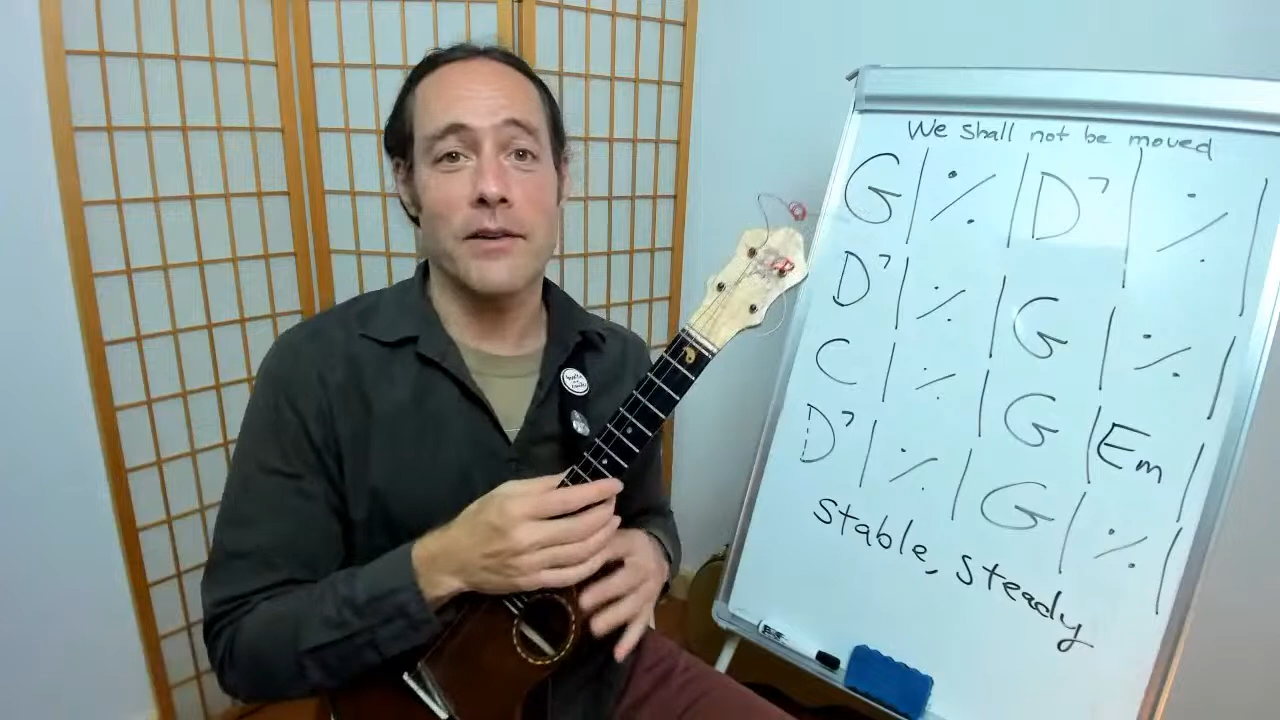 We shall not be moved
G | ٪ | D7 | ٪ |
D7 | ٪ | G | ٪ |
C | ٪ | G | Em |
D7 | ٪ | G | ٪ |
stable, steady